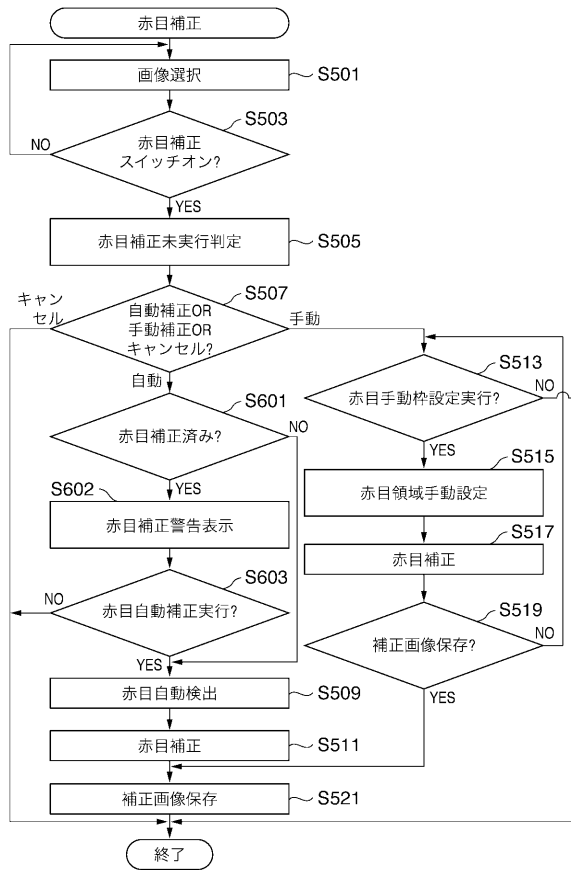 赤目補正
画像選択
S501
S503
NO
赤目補正
スイッチオン?
YES
赤目補正未実行判定
S505
キャン
セル
S507
自動補正OR
手動補正OR
キャンセル?
手動
自動
S513
NO
赤目手動枠設定実行?
YES
S601
NO
赤目補正済み?
YES
S515
赤目領域手動設定
S602
赤目補正警告表示
S517
赤目補正
S603
NO
赤目自動補正実行?
YES
S519
NO
補正画像保存?
YES
赤目自動検出
S509
赤目補正
S511
補正画像保存
S521
終了